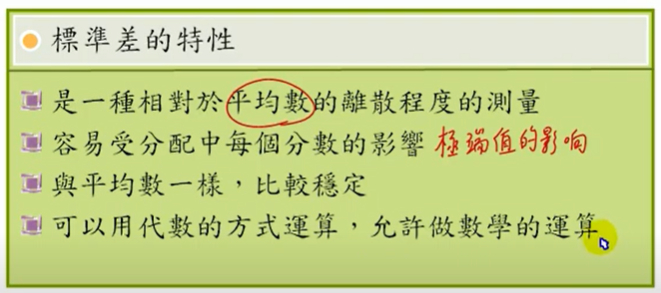 標準差的特性
是一種相對於平均數的離散程度的測量
容易受分配中每個分數的影響 極端值的影响
與平均數一樣，比較穩定
可以用代數的方式運算，允許做數學的運算